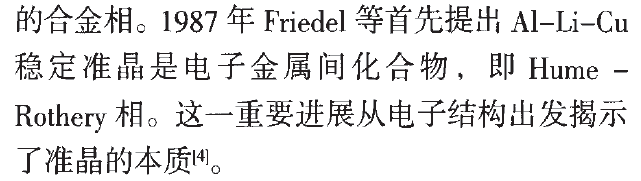 的合金相。1987 年 Friedel 等首先提出 Al–Li–Cu
稳定准晶是电子金属间化合物，即 Hume –
Rothery 相。这一重要进展从电子结构出发揭示
了准晶的本质[4]。